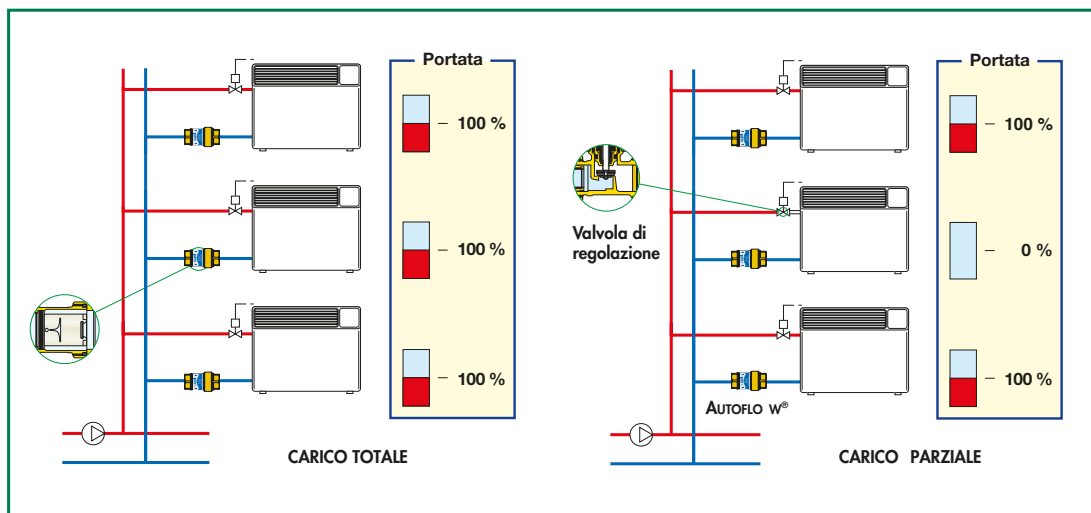 Portata
100 %
100 %
100 %
CARICO TOTALE
Portata
100 %
Valvola di
regolazione
0 %
100 %
AUTOFLO W®
CARICO PARZIALE